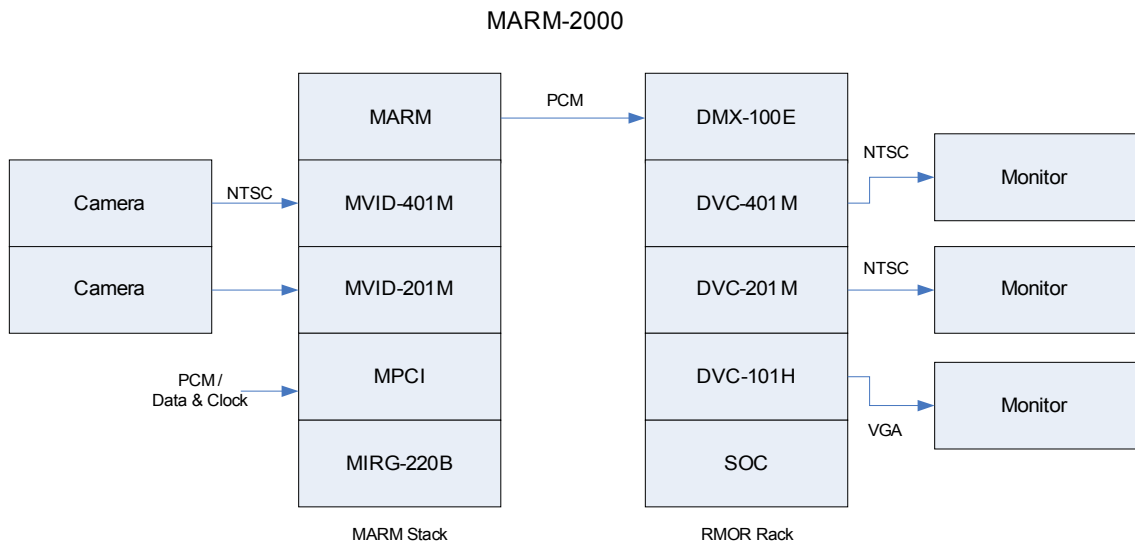 MARM-2000
MARM
PCM
DMX-100E
Camera
NTSC
MVID-401M
DVC-401M
NTSC
Monitor
Camera
MVID-201M
DVC-201M
NTSC
Monitor
PCM /
Data & Clock
MPCI
DVC-101H
VGA
Monitor
MIRG-220B
SOC
MARM Stack
RMOR Rack